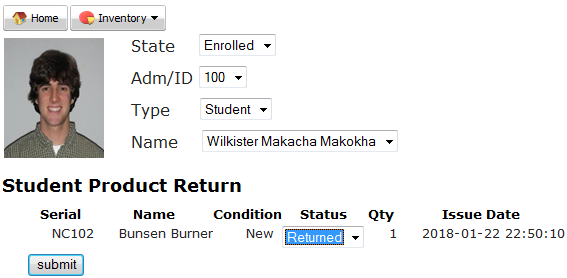 Home Inventory
State Enrolled
Adm/ID 100
Type Student
Name Wilkister Makacha Makokha
Student Product Return
Serial Name Condition Status Qty Issue Date
NC102 Bunsen Burner New Returned 1 2018-01-22 22:50:10
submit